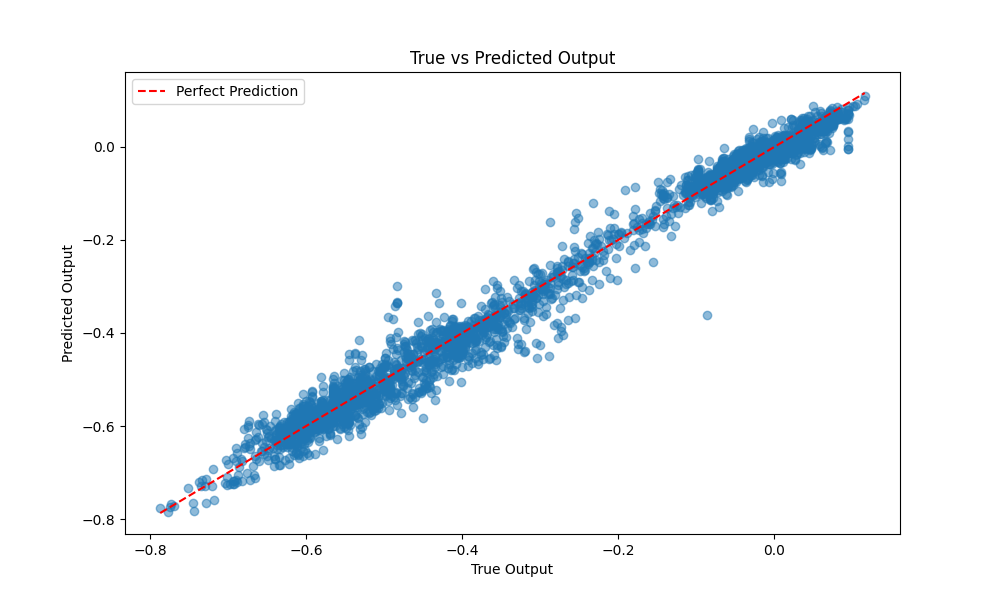 True vs Predicted Output
Perfect Prediction
Predicted Output
0.0
−0.2
−0.4
−0.6
−0.8
−0.8
−0.6
−0.4
−0.2
0.0
True Output